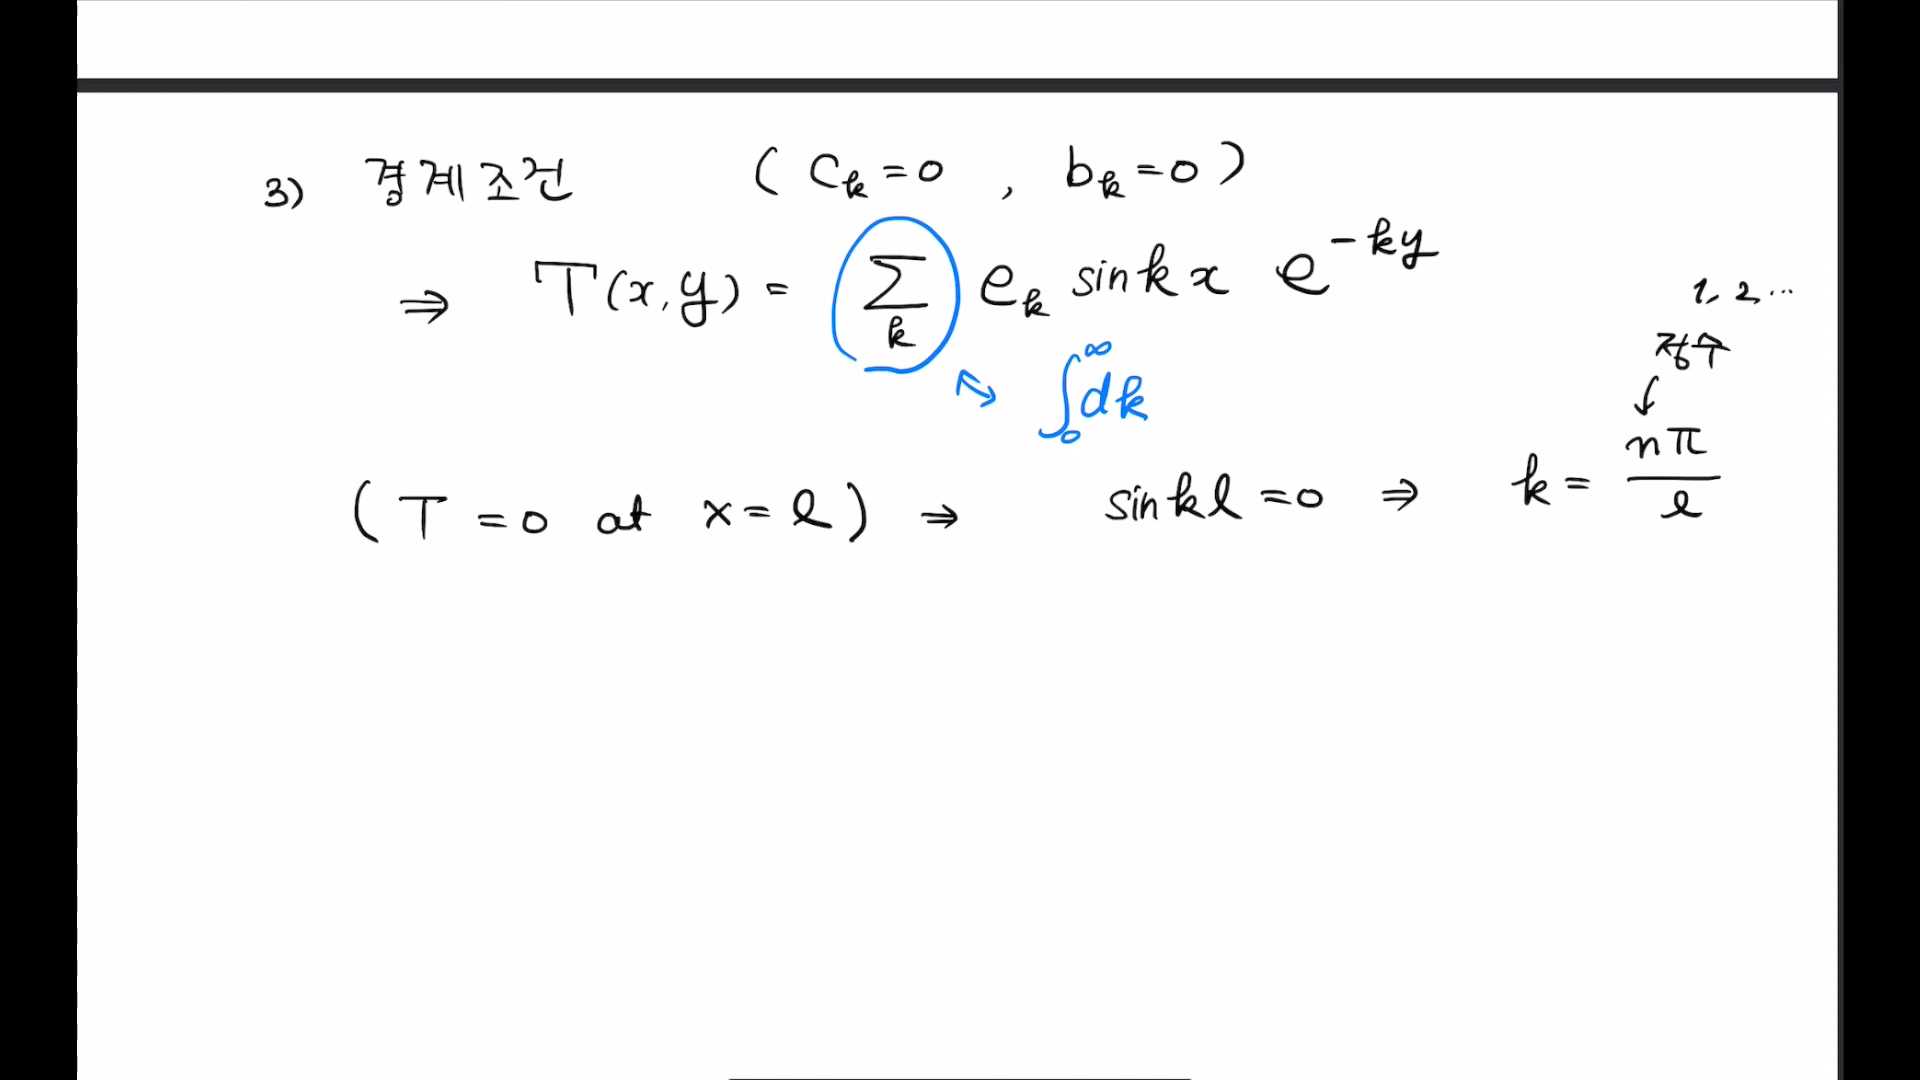 3) 경계조건 ( C_k = 0 , b_k = 0 )
⇒ T(x,y) = Σ_k e_k sin kx e^{-ky}
↔ ∫_0^∞ dk
1, 2, ...
정수
↓
( T = 0 at x = l ) ⇒ sin kl = 0 ⇒ k = nπ/l